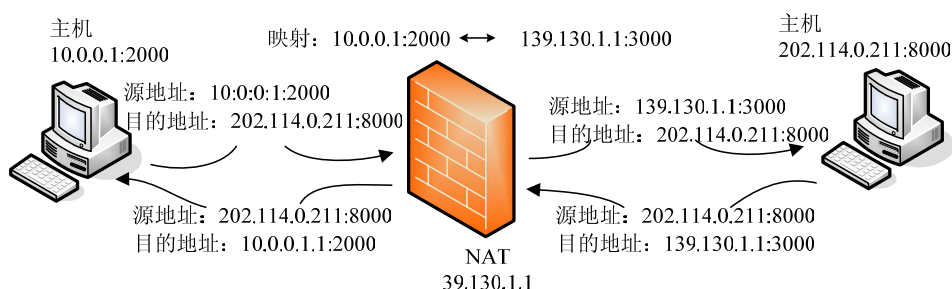 主机
10.0.0.1:2000
映射：10.0.0.1:2000 139.130.1.1:3000
主机
202.114.0.211:8000
源地址：10:0:0:1:2000
目的地址：202.114.0.211:8000
源地址：139.130.1.1:3000
目的地址：202.114.0.211:8000
源地址：202.114.0.211:8000
目的地址：10.0.0.1.1:2000
源地址：202.114.0.211:8000
目的地址：139.130.1.1:3000
NAT
39.130.1.1